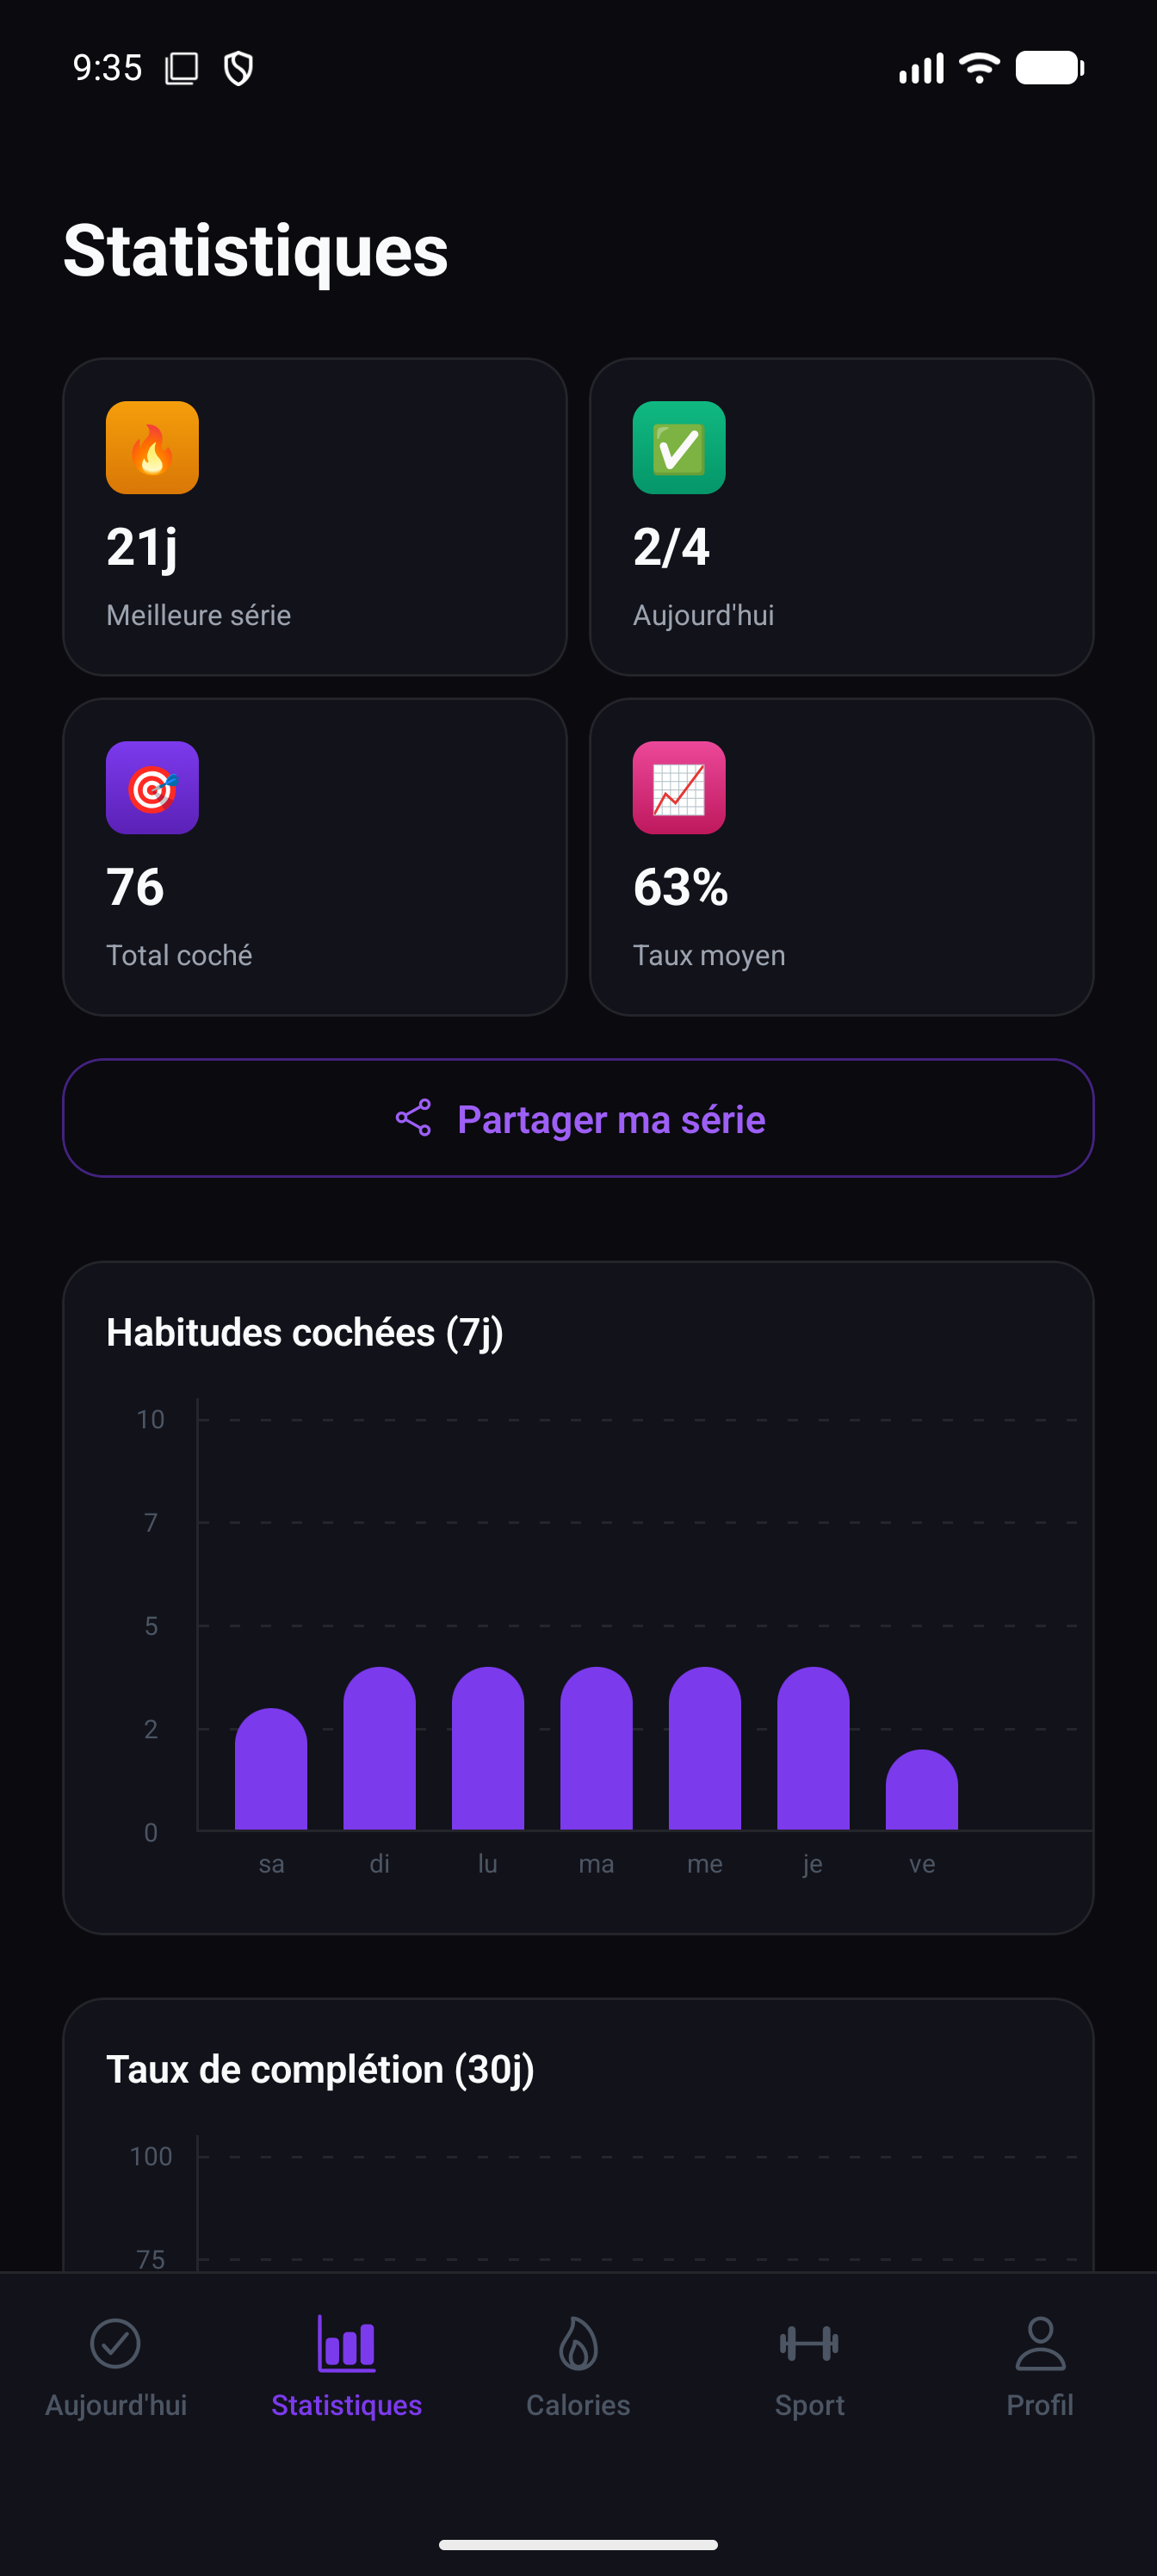 9:35
Statistiques
21j
Meilleure série
2/4
Aujourd'hui
76
Total coché
63%
Taux moyen
Partager ma série
Habitudes cochées (7j)
10
7
5
2
0
sa di lu ma me je ve
Taux de complétion (30j)
100
75
Aujourd'hui Statistiques Calories Sport Profil